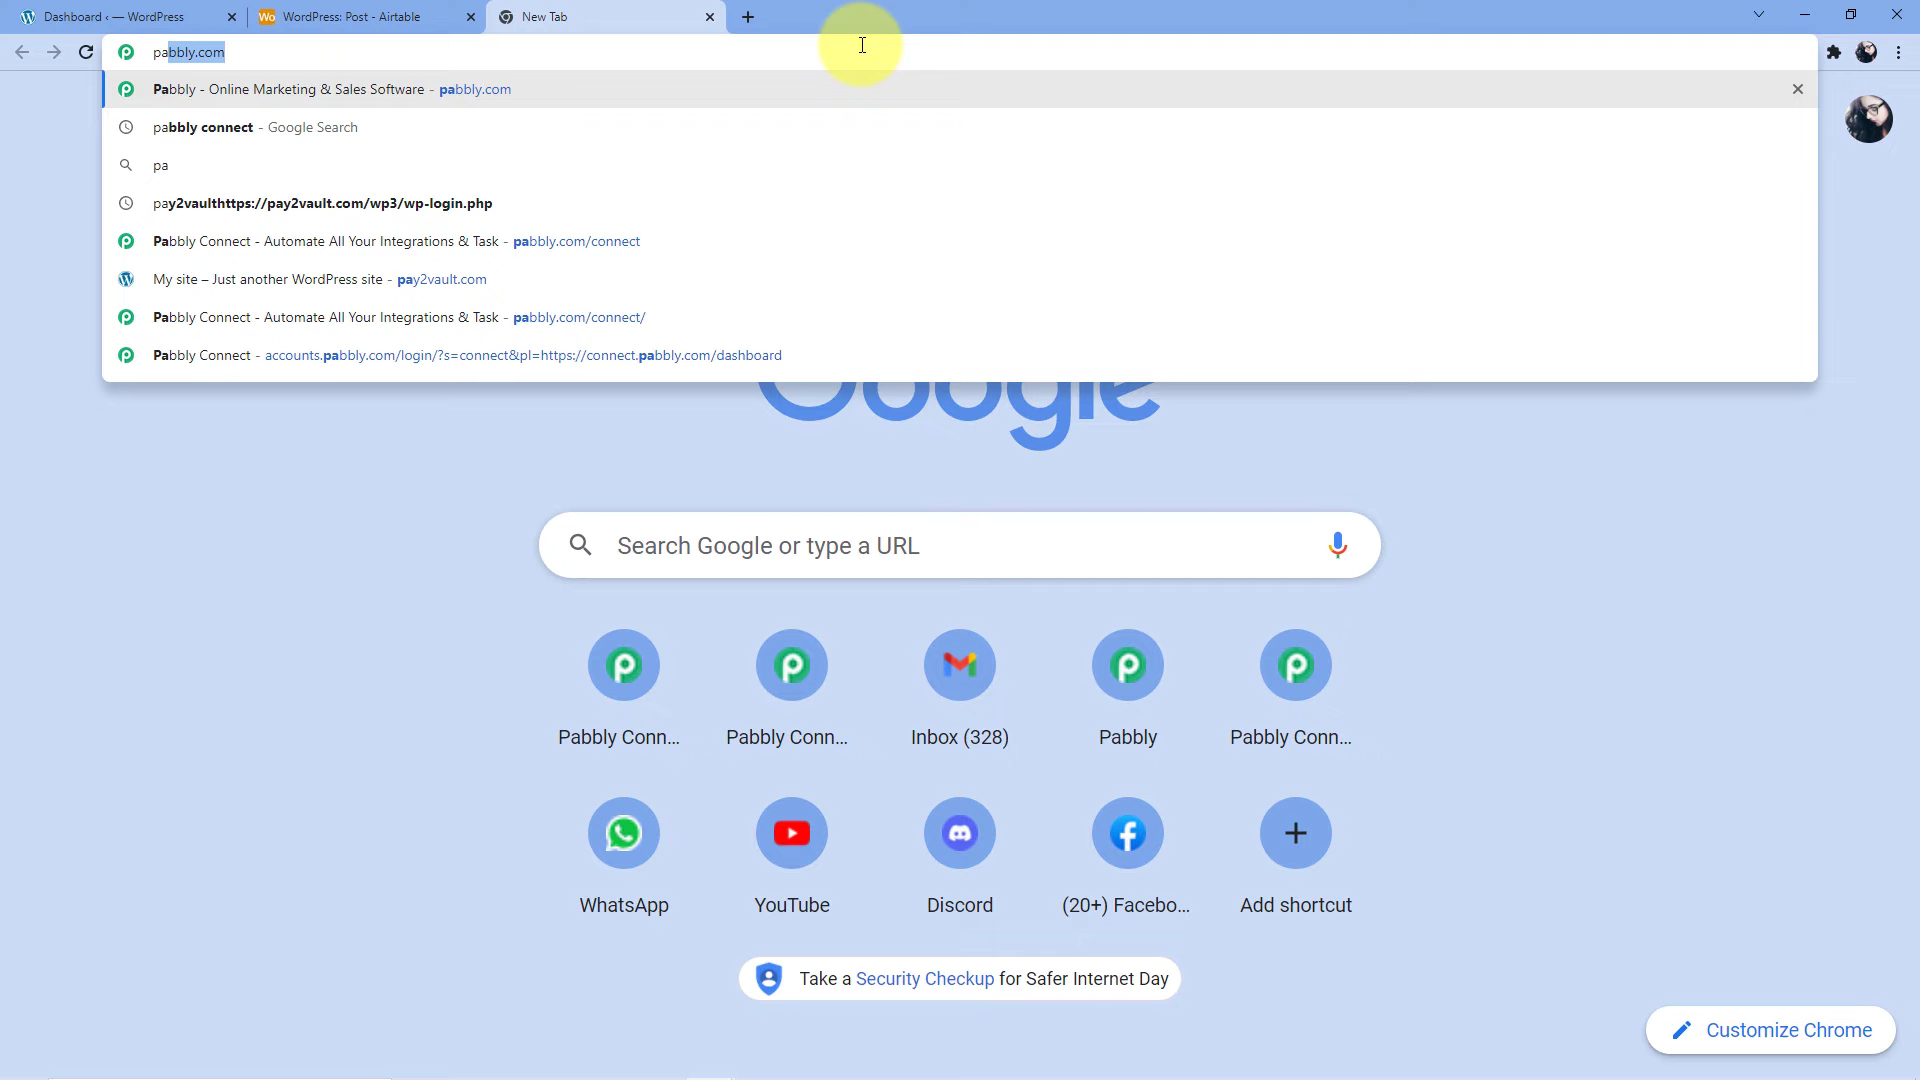 Dashboard ‹ — WordPress
Wo WordPress: Post - Airtable
New Tab
pabbly.com
Pabbly - Online Marketing & Sales Software - pabbly.com
pabbly connect - Google Search
pa
pay2vaulthttps://pay2vault.com/wp3/wp-login.php
Pabbly Connect - Automate All Your Integrations & Task - pabbly.com/connect
My site – Just another WordPress site - pay2vault.com
Pabbly Connect - Automate All Your Integrations & Task - pabbly.com/connect/
Pabbly Connect - accounts.pabbly.com/login/?s=connect&pl=https://connect.pabbly.com/dashboard
Google
Search Google or type a URL
Pabbly Conn...
Pabbly Conn...
Inbox (328)
Pabbly
Pabbly Conn...
WhatsApp
YouTube
Discord
(20+) Facebo...
Add shortcut
Take a Security Checkup for Safer Internet Day
Customize Chrome